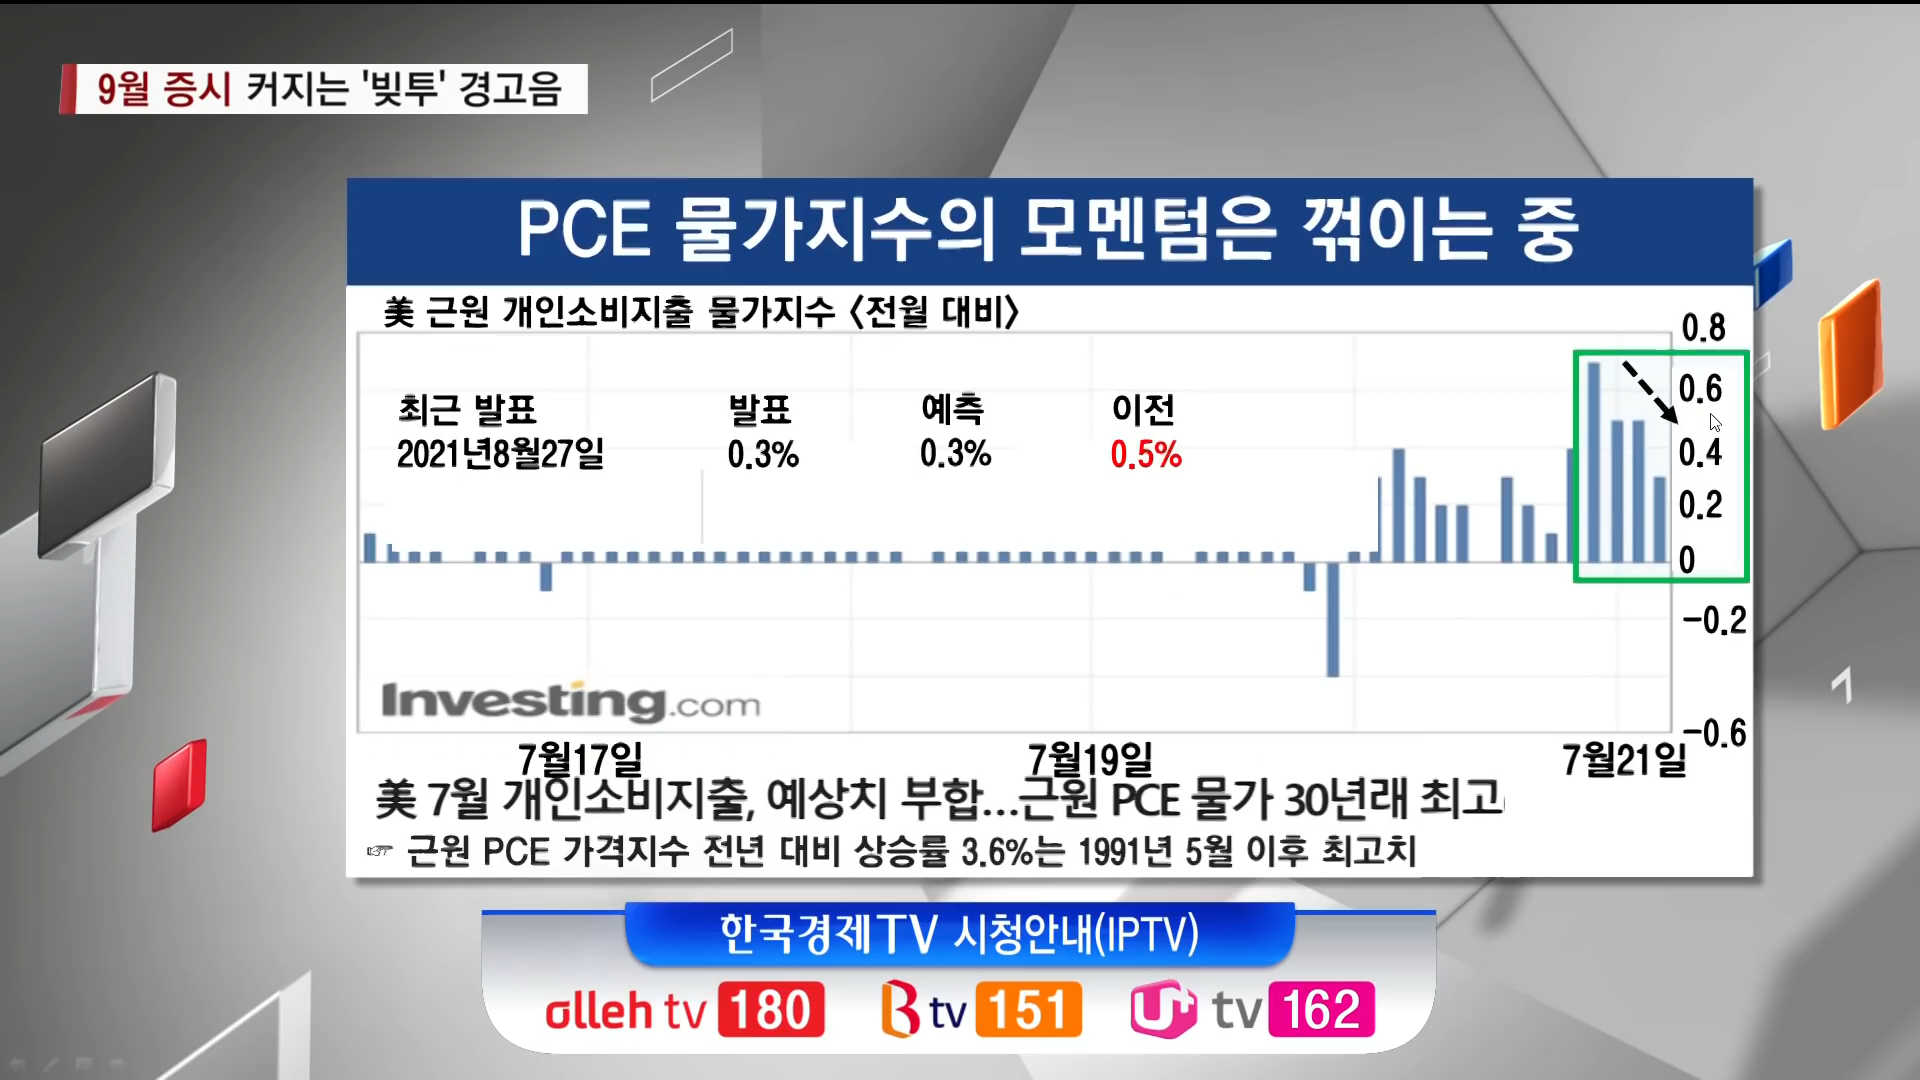 9월 증시 커지는 '빚투' 경고음
PCE 물가지수의 모멘텀은 꺾이는 중
美 근원 개인소비지출 물가지수 〈전월 대비〉
최근 발표 발표 예측 이전
2021년8월27일 0.3% 0.3% 0.5%
0.8
0.6
0.4
0.2
0
-0.2
-0.6
Investing.com
7월17일 7월19일 7월21일
美 7월 개인소비지출, 예상치 부합...근원 PCE 물가 30년래 최고
☞ 근원 PCE 가격지수 전년 대비 상승률 3.6%는 1991년 5월 이후 최고치
한국경제TV 시청안내(IPTV)
olleh tv 180 B tv 151 U+ tv 162